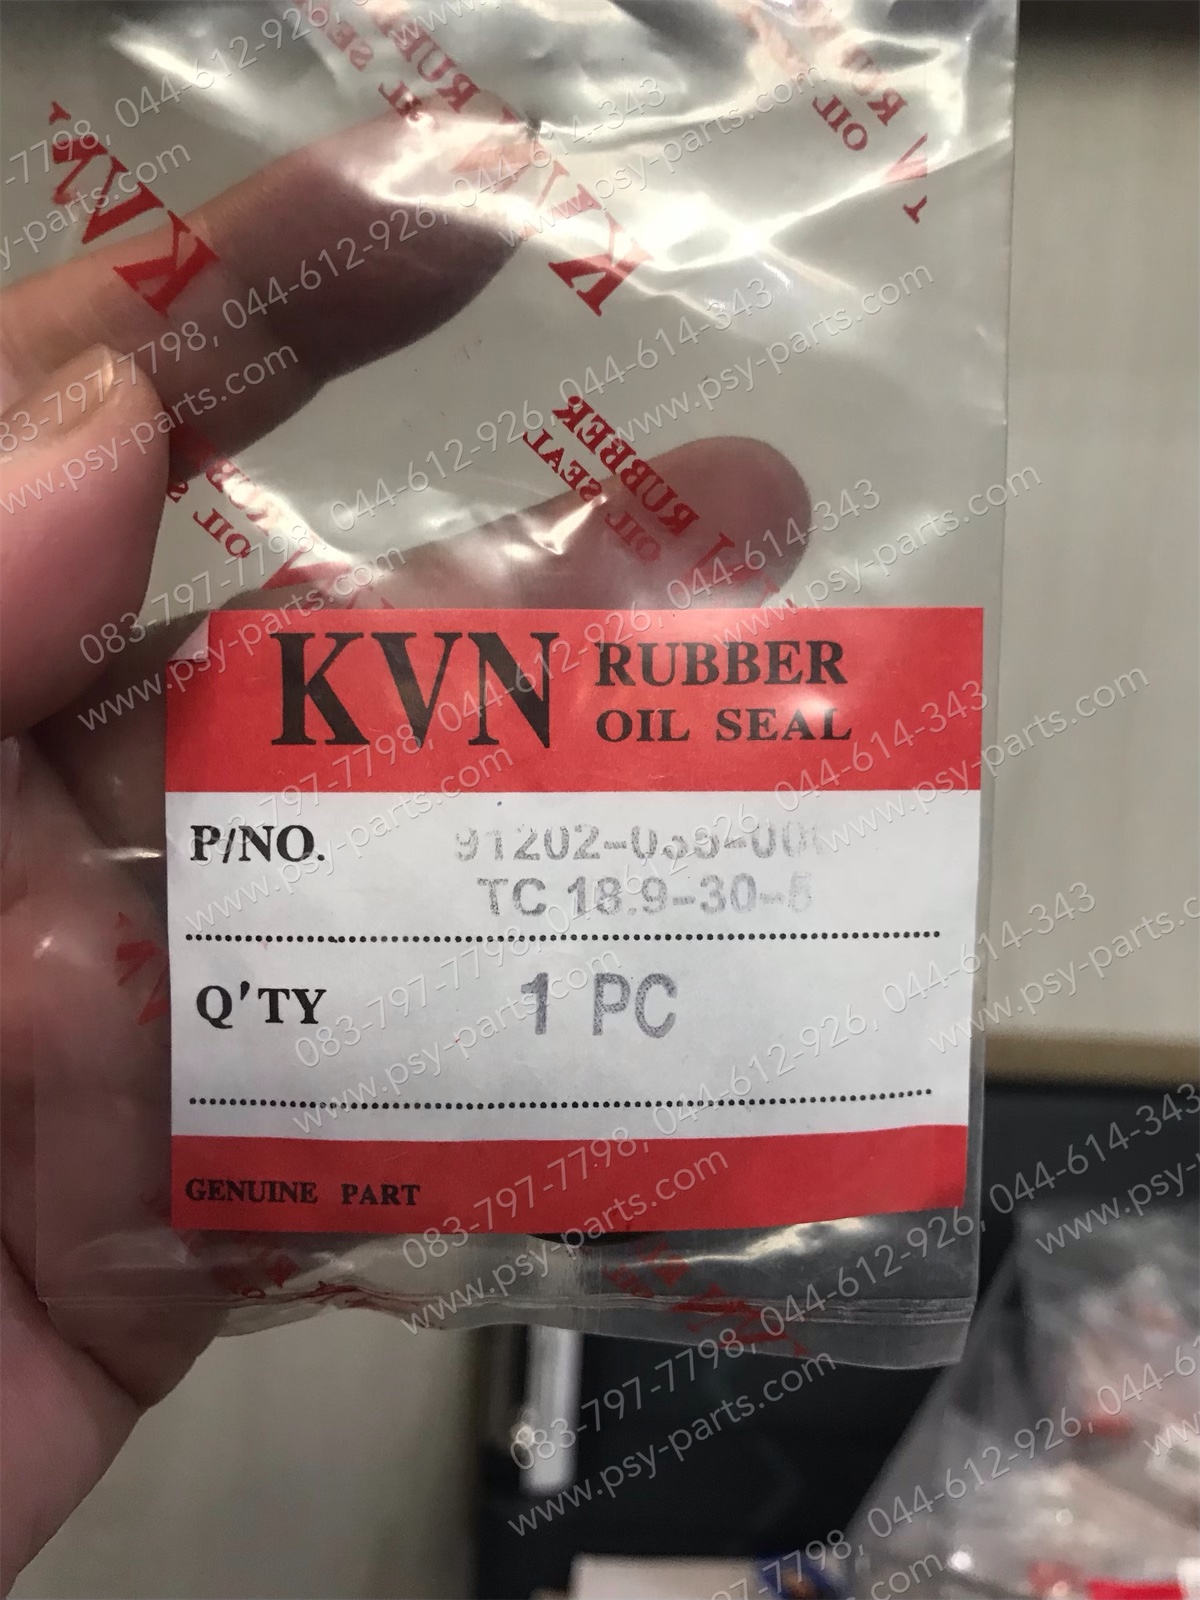 KVN RUBBER
OIL SEAL
P/NO.
TC 18.9-30-5
Q'TY 1 PC
GENUINE PART
083-797-7798, 044-612-926, 044-614-343
www.psy-parts.com